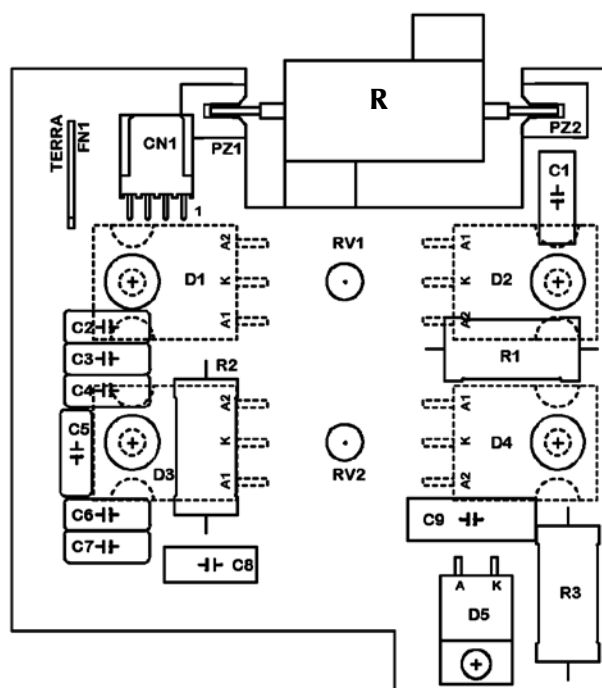 R
TERRA
FN1
CN1
PZ1
PZ2
C1
1
A2
K
A1
D1
RV1
A1
K
A2
D2
C2
C3
C4
R2
R1
C5
A2
K
A1
D3
RV2
A1
K
D4
C6
C7
C8
C9
A
K
D5
R3